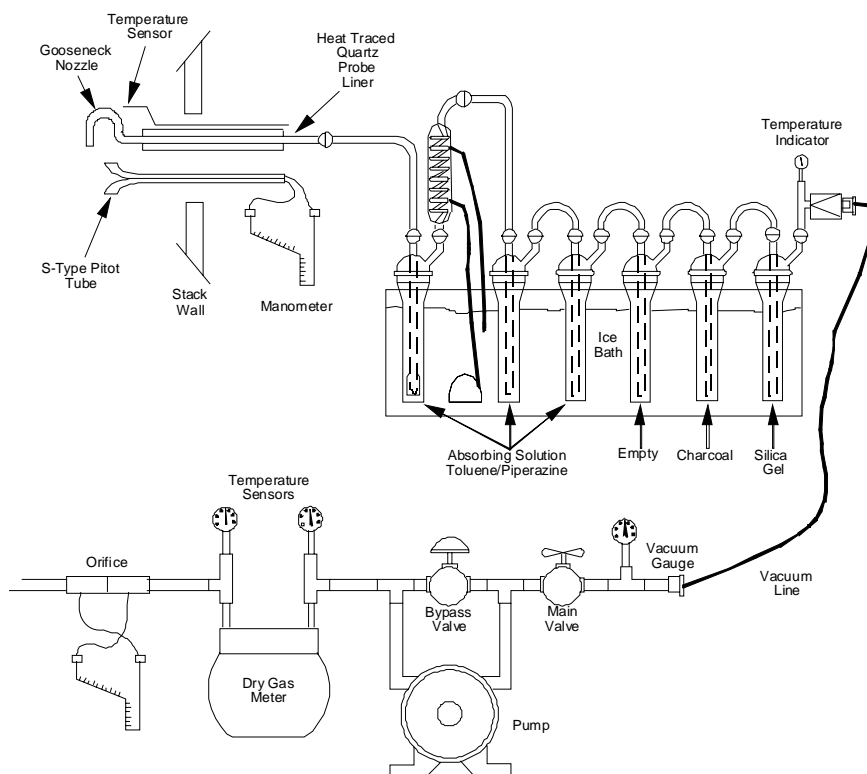 Temperature
Sensor
Gooseneck
Nozzle
Heat Traced
Quartz
Probe
Liner
Temperature
Indicator
S-Type Pitot
Tube
Stack
Wall
Manometer
Ice
Bath
Absorbing Solution
Toluene/Piperazine
Empty
Charcoal
Silica
Gel
Temperature
Sensors
Orifice
Vacuum
Gauge
Vacuum
Line
Bypass
Valve
Main
Valve
Dry Gas
Meter
Pump